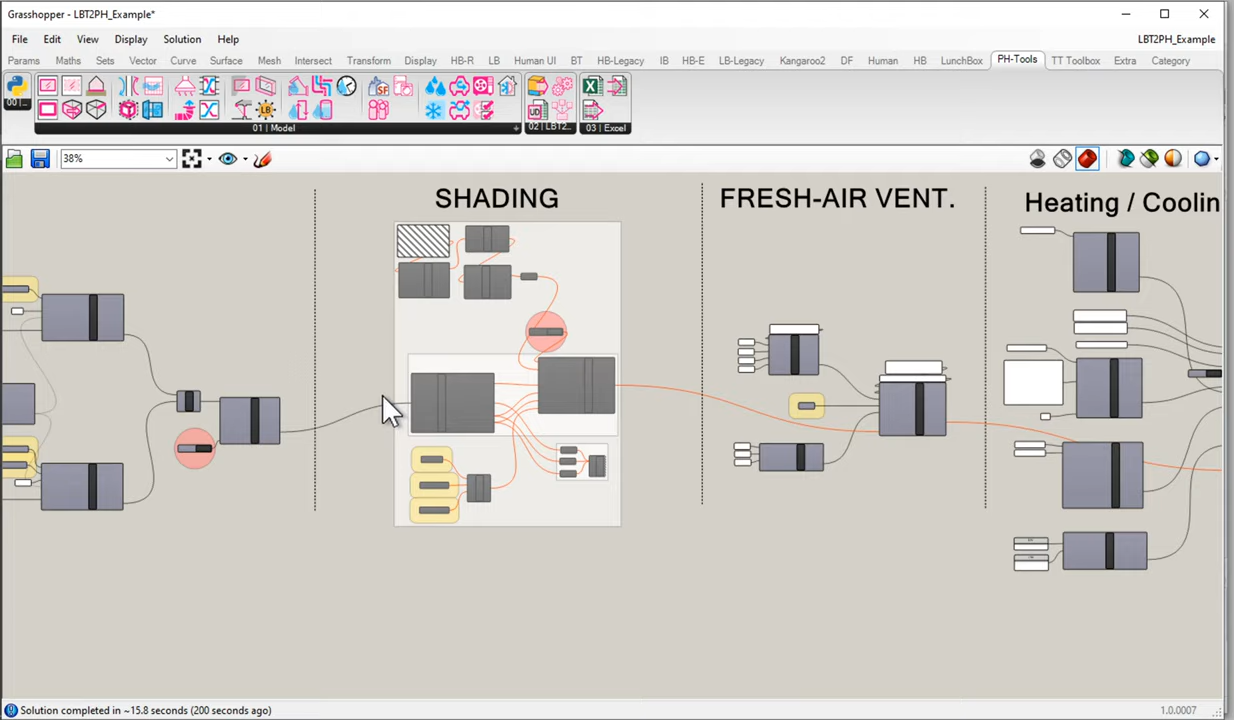 Grasshopper - LBT2PH_Example*
File Edit View Display Solution Help
LBT2PH_Example
Params Maths Sets Vector Curve Surface Mesh Intersect Transform Display HB-R LB Human UI BT HB-Legacy IB HB-E LB-Legacy Kangaroo2 DF Human HB LunchBox PH-Tools TT Toolbox Extra Category
00 |...
01 | Model
02 | LBT2...
03 | Excel
38%
SHADING
FRESH-AIR VENT.
Heating / Coolin
Solution completed in ~15.8 seconds (200 seconds ago)
1.0.0007